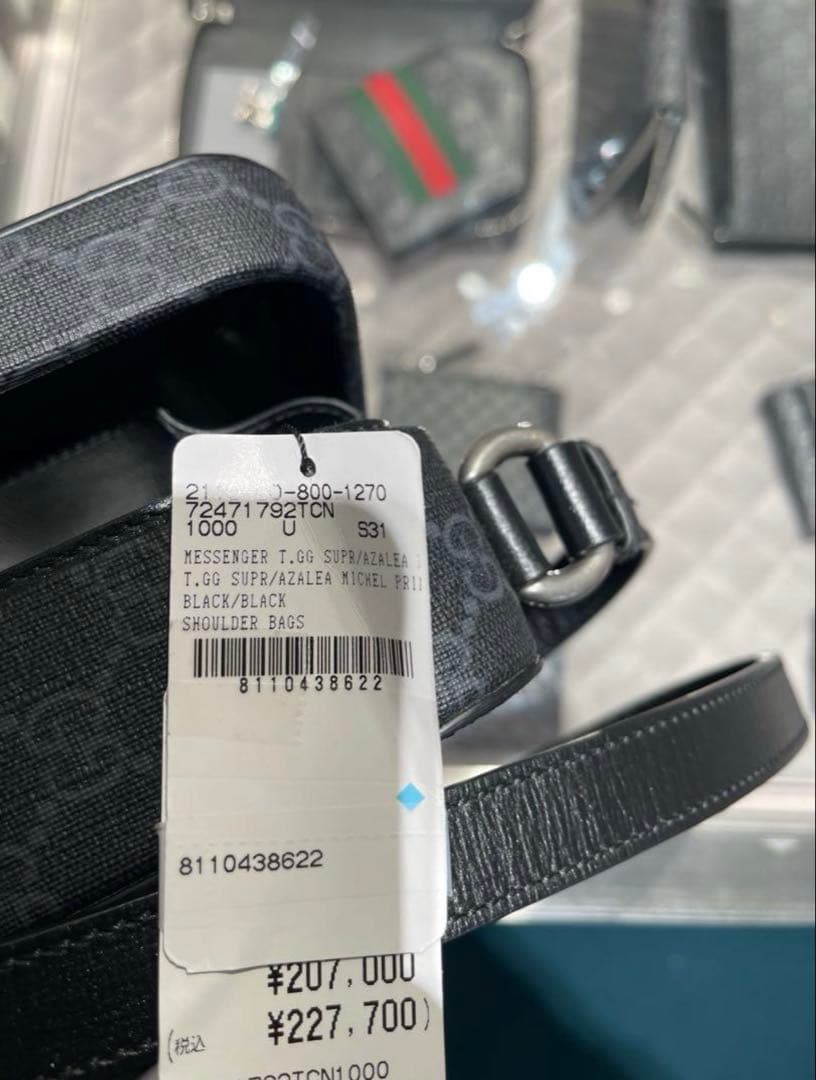 -800-1270
72471792TCN
1000 U S31
MESSENGER T.GG SUPR/AZALEA
T.GG SUPR/AZALEA MICHEL
BLACK/BLACK
SHOULDER BAGS
8110438622
8110438622
¥207,000
(税込 ¥227,700)
TCN1000